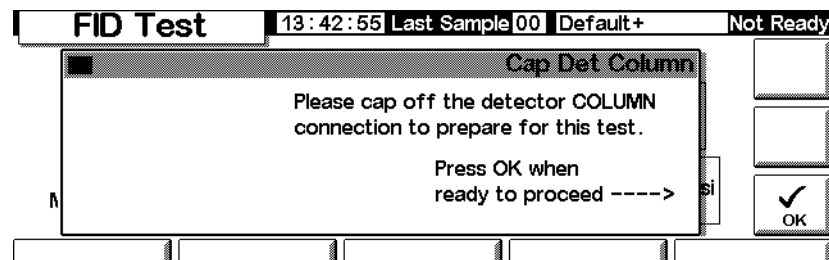 FID Test 13:42:55 Last Sample 00 Default+ Not Ready
Cap Det Column
Please cap off the detector COLUMN
connection to prepare for this test.
Press OK when
ready to proceed ---->
si
OK